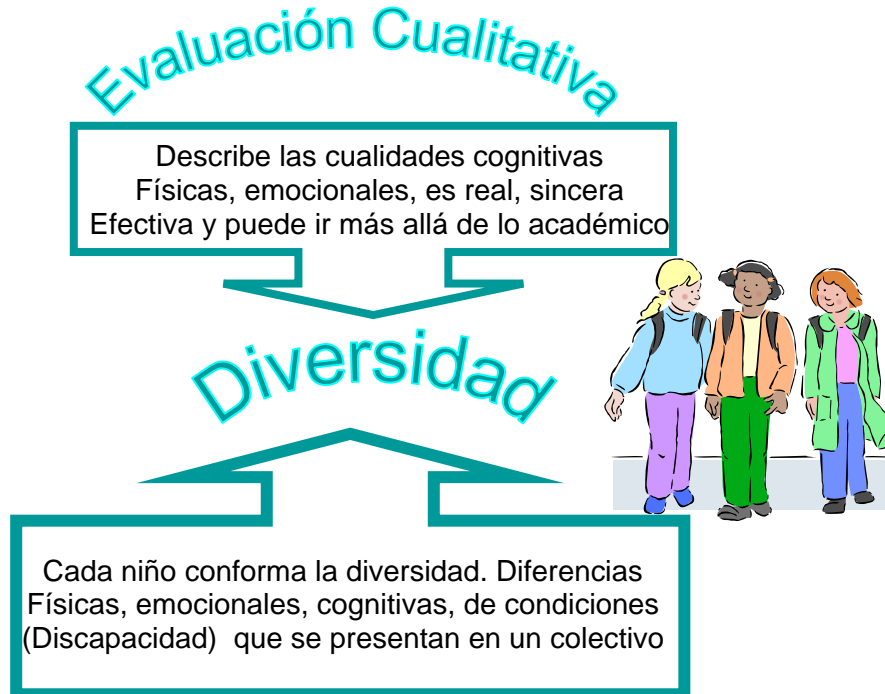 Evaluación Cualitativa
Describe las cualidades cognitivas
Físicas, emocionales, es real, sincera
Efectiva y puede ir más allá de lo académico
Diversidad
Cada niño conforma la diversidad. Diferencias
Físicas, emocionales, cognitivas, de condiciones
(Discapacidad) que se presentan en un colectivo